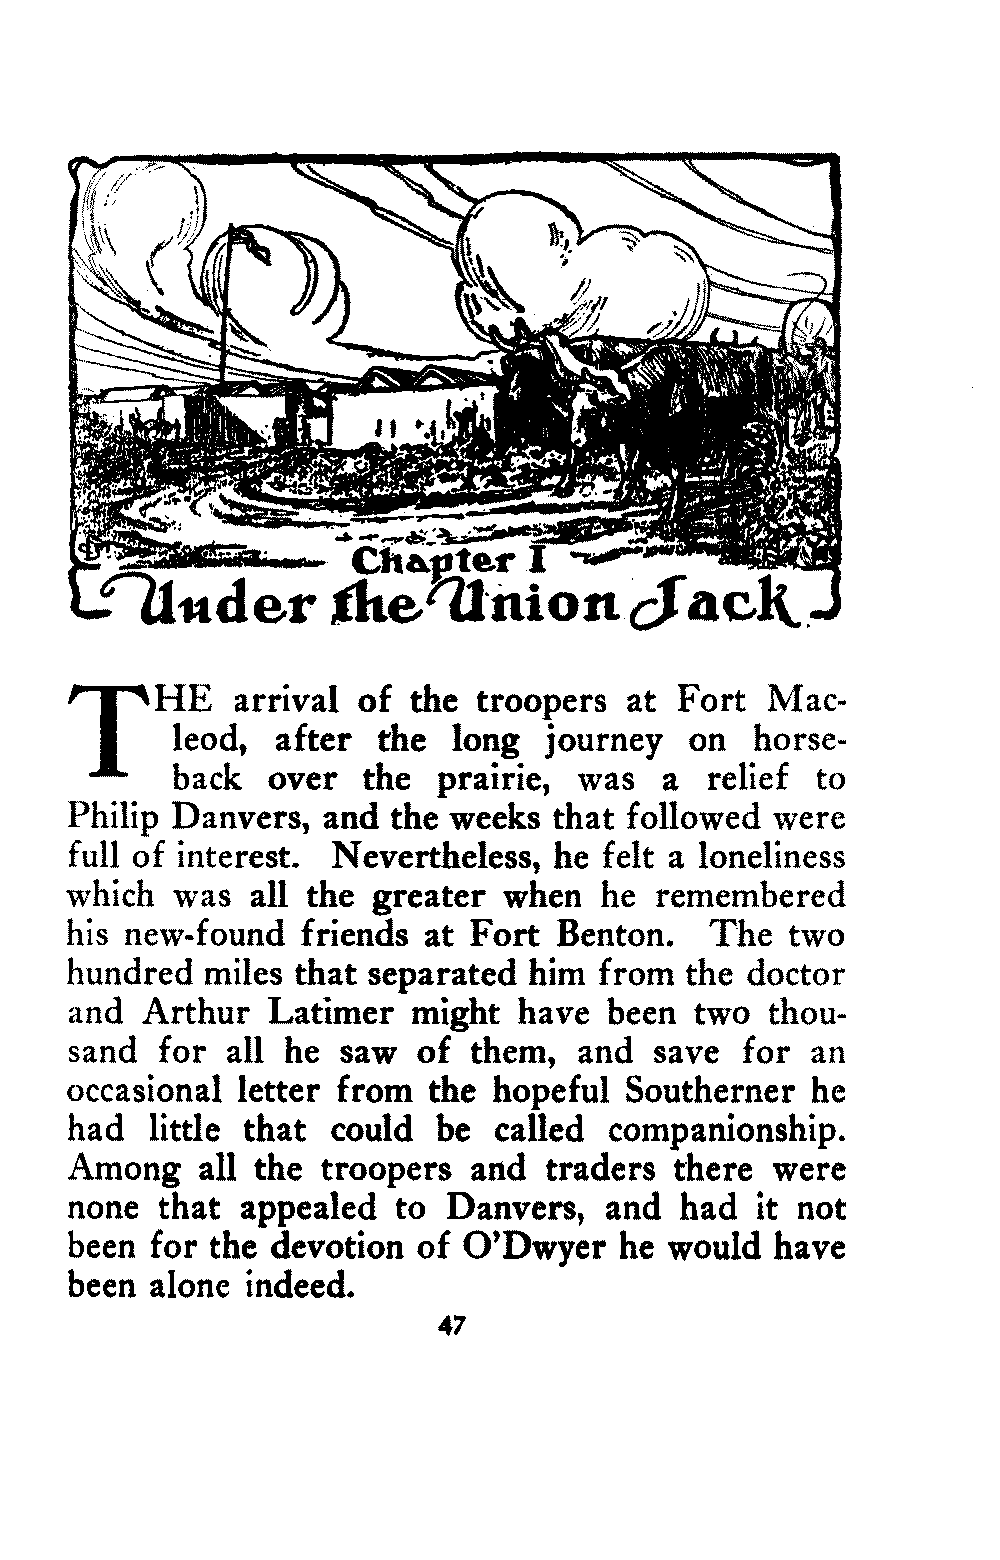 Chapter I
Under the Union Jack
THE arrival of the troopers at Fort Mac-
leod, after the long journey on horse-
back over the prairie, was a relief to
Philip Danvers, and the weeks that followed were
full of interest. Nevertheless, he felt a loneliness
which was all the greater when he remembered
his new-found friends at Fort Benton. The two
hundred miles that separated him from the doctor
and Arthur Latimer might have been two thou-
sand for all he saw of them, and save for an
occasional letter from the hopeful Southerner he
had little that could be called companionship.
Among all the troopers and traders there were
none that appealed to Danvers, and had it not
been for the devotion of O'Dwyer he would have
been alone indeed.
47